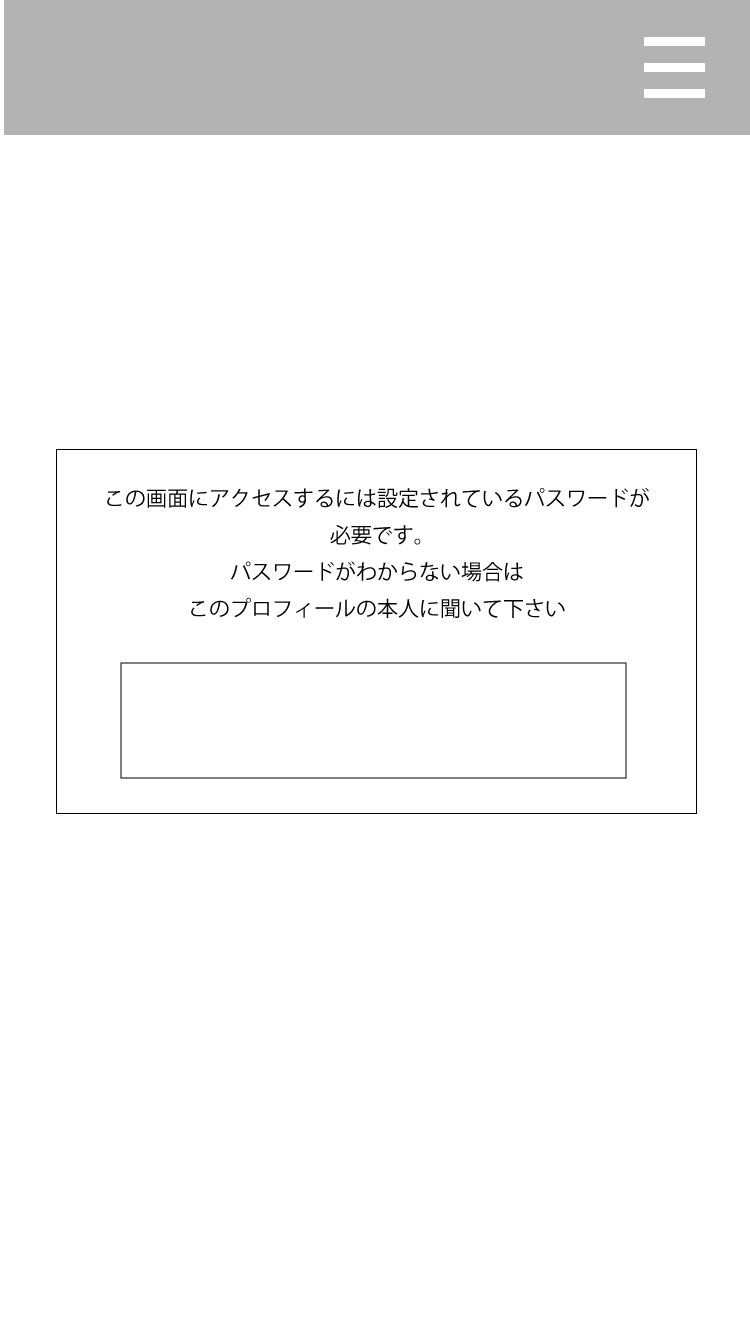 この画面にアクセスするには設定されているパスワードが
必要です。
パスワードがわからない場合は
このプロフィールの本人に聞いて下さい